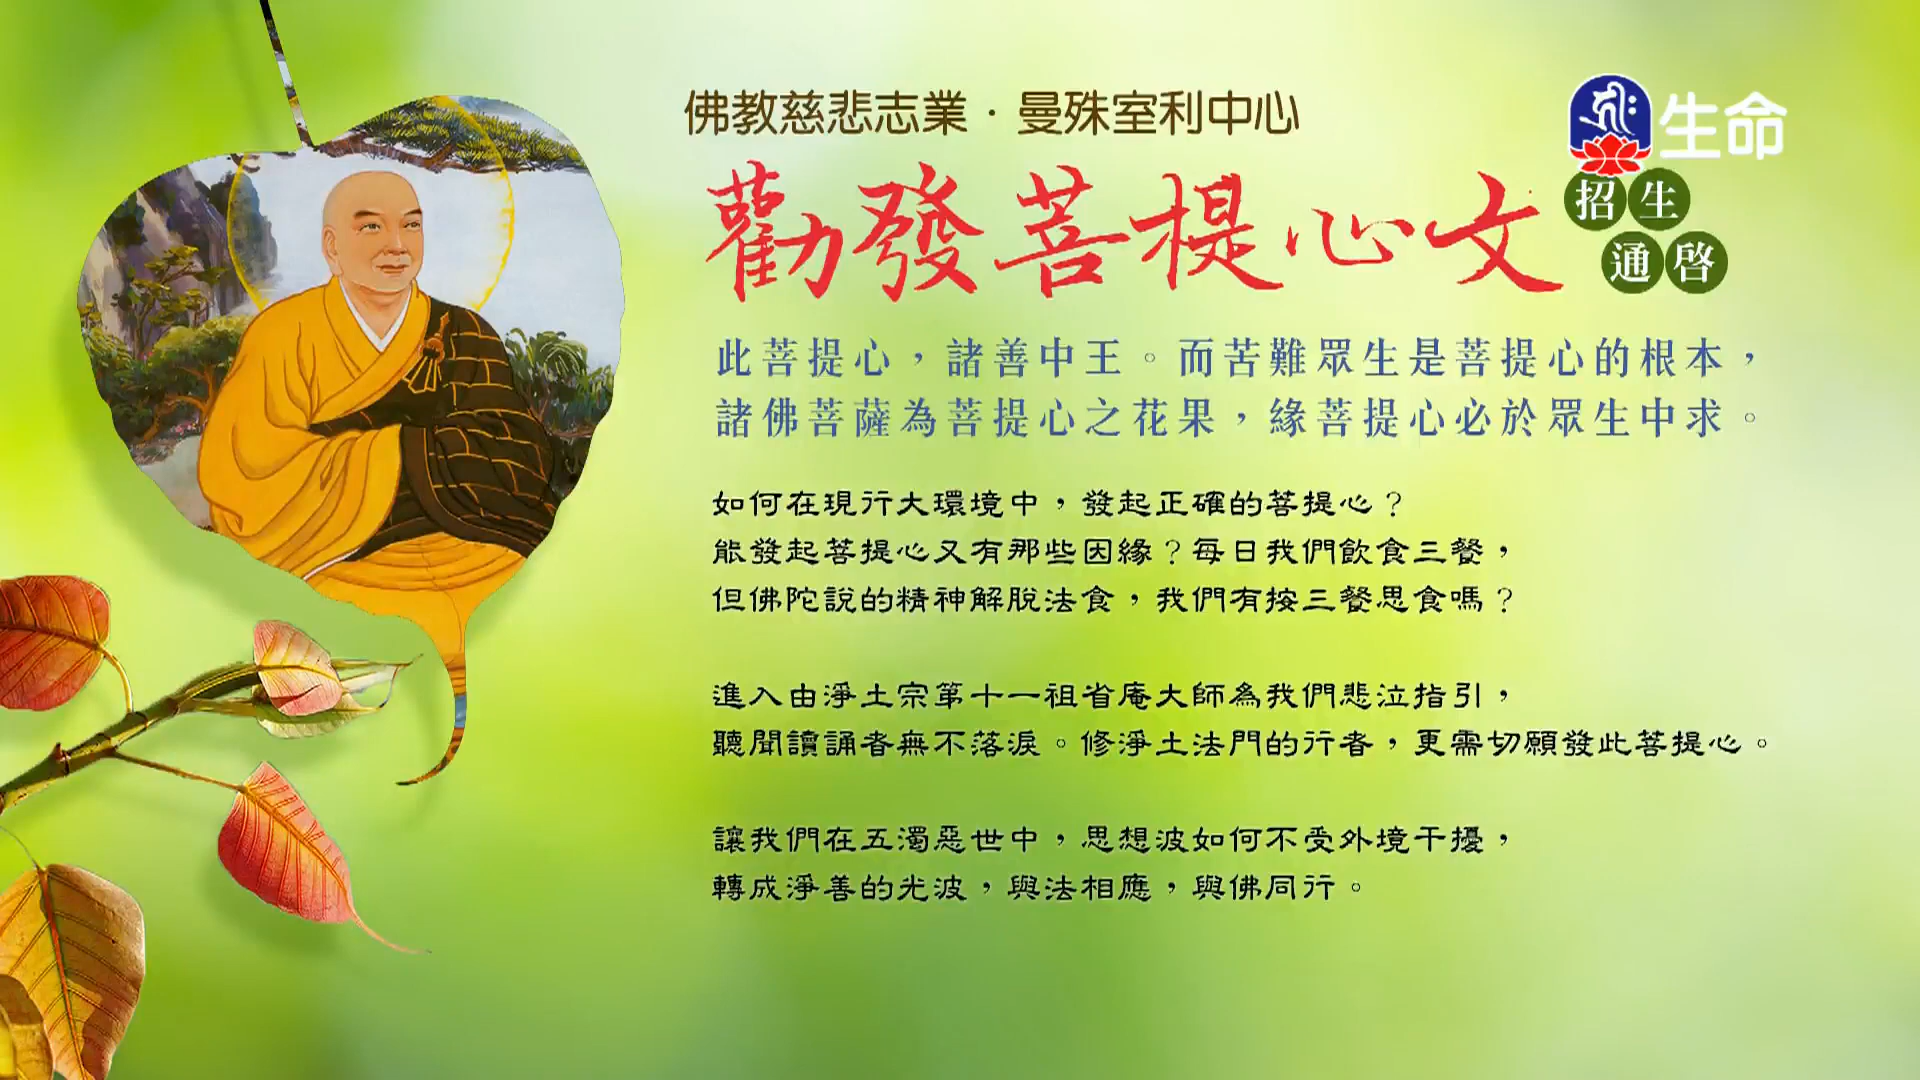 佛教慈悲志業．曼殊室利中心
生命
勸發菩提心文
招生
通啓
此菩提心，諸善中王。而苦難眾生是菩提心的根本，
諸佛菩薩為菩提心之花果，緣菩提心必於眾生中求。
如何在現行大環境中，發起正確的菩提心？
能發起菩提心又有那些因緣？每日我們飲食三餐，
但佛陀說的精神解脫法食，我們有按三餐思食嗎？
進入由淨土宗第十一祖省庵大師為我們悲泣指引，
聽聞讀誦者無不落淚。修淨土法門的行者，更需切願發此菩提心。
讓我們在五濁惡世中，思想波如何不受外境干擾，
轉成淨善的光波，與法相應，與佛同行。